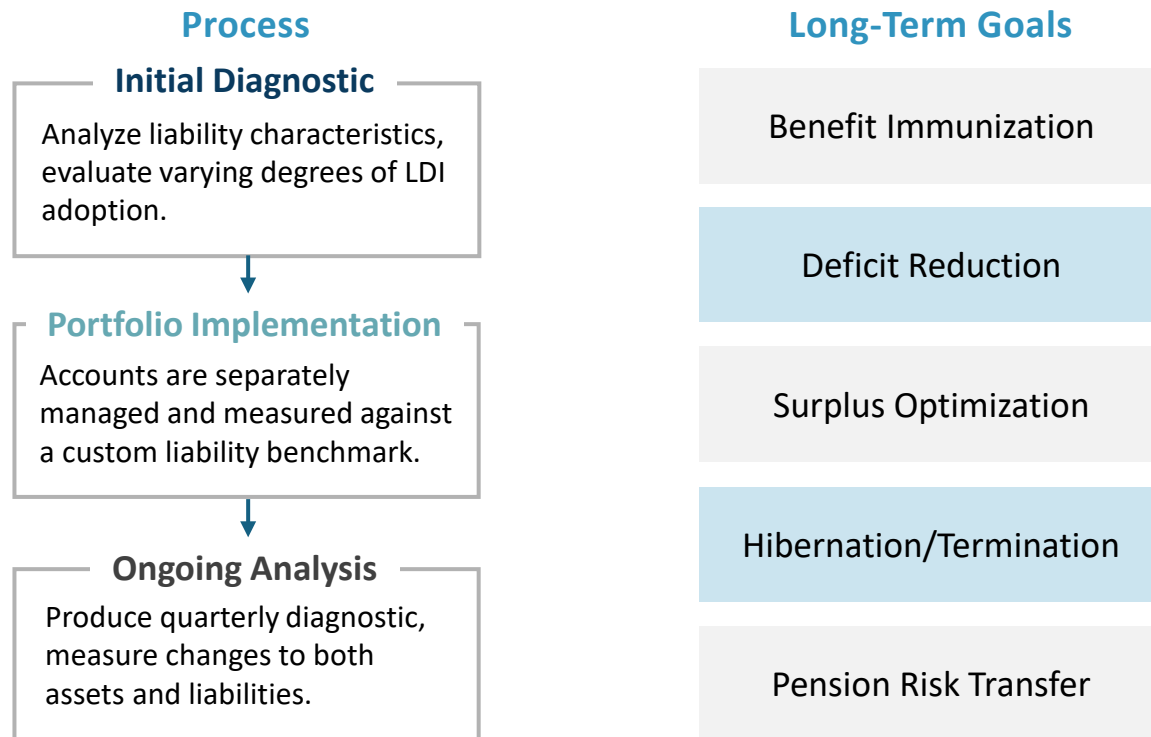 Process
Initial Diagnostic
Analyze liability characteristics,
evaluate varying degrees of LDI
adoption.
Portfolio Implementation
Accounts are separately
managed and measured against
a custom liability benchmark.
Ongoing Analysis
Produce quarterly diagnostic,
measure changes to both
assets and liabilities.
Long-Term Goals
Benefit Immunization
Deficit Reduction
Surplus Optimization
Hibernation/Termination
Pension Risk Transfer